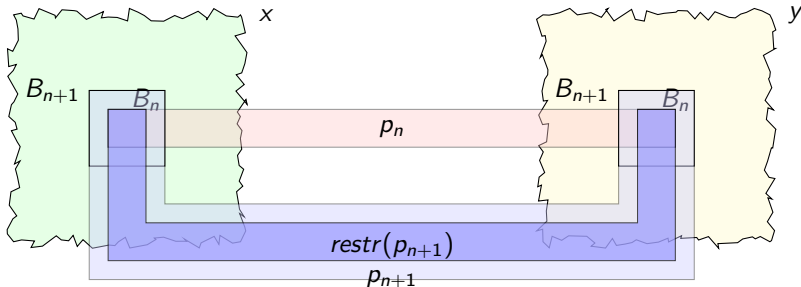 x y
B_{n+1} B_n B_{n+1} B_n
p_n
restr(p_{n+1})
p_{n+1}